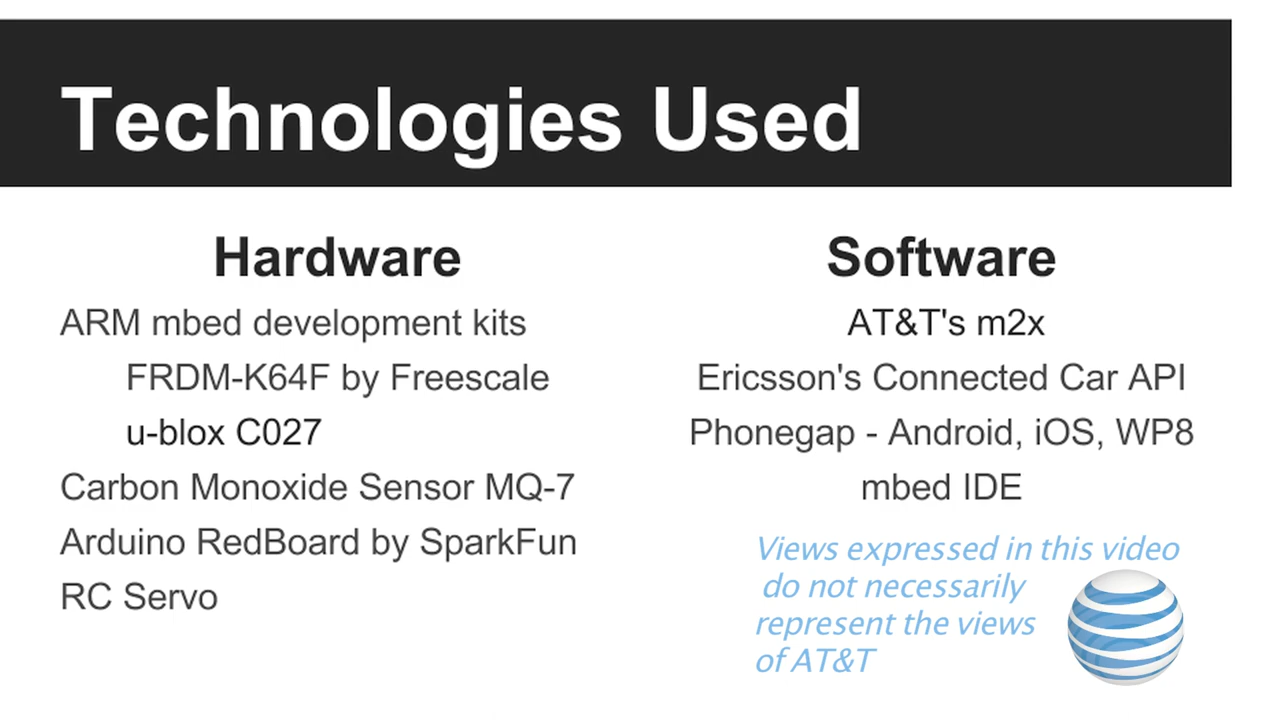 Technologies Used
Hardware
ARM mbed development kits
FRDM-K64F by Freescale
u-blox C027
Carbon Monoxide Sensor MQ-7
Arduino RedBoard by SparkFun
RC Servo
Software
AT&T's m2x
Ericsson's Connected Car API
Phonegap - Android, iOS, WP8
mbed IDE
Views expressed in this video
do not necessarily
represent the views
of AT&T